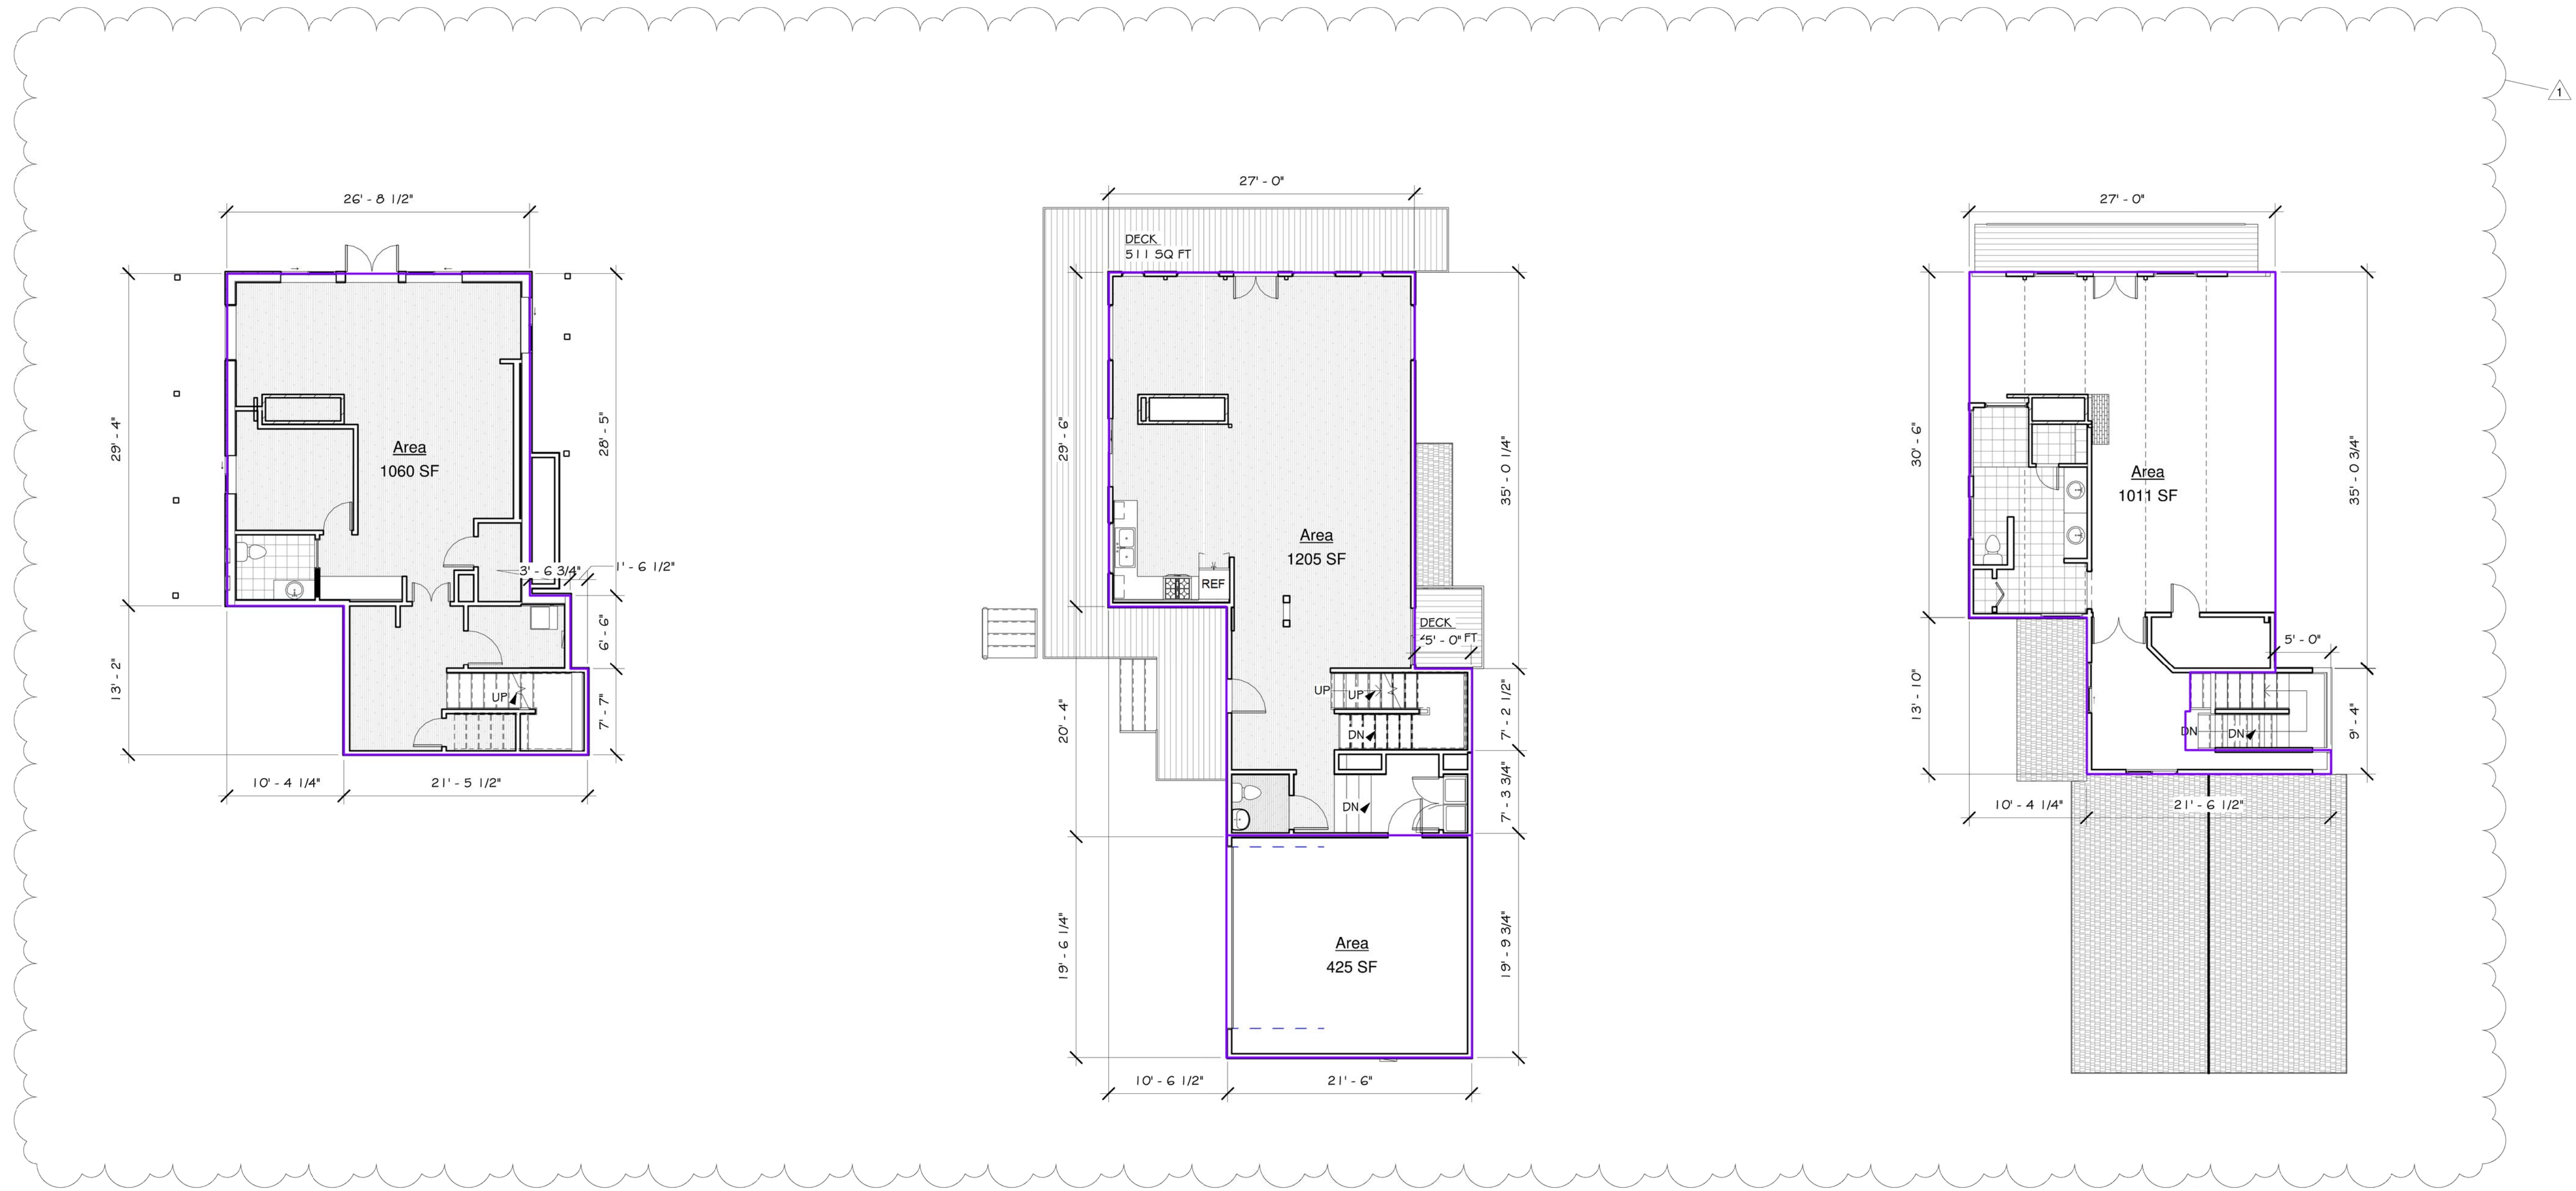 1
26' - 8 1/2"
29' - 4"
28' - 5"
Area
1060 SF
3' - 6 3/4"
1' - 6 1/2"
6' - 6"
13' - 2"
7' - 7"
UP
10' - 4 1/4"
21' - 5 1/2"
27' - 0"
DECK
511 SQ FT
29' - 6"
35' - 0 1/4"
Area
1205 SF
REF
DECK
5' - 0" FT
UP
UP
DN
7' - 2 1/2"
20' - 4"
DN
7' - 3 3/4"
Area
425 SF
19' - 6 1/4"
19' - 9 3/4"
10' - 6 1/2"
21' - 6"
27' - 0"
30' - 6"
35' - 0 3/4"
Area
1011 SF
5' - 0"
13' - 10"
DN
DN
9' - 4"
10' - 4 1/4"
21' - 6 1/2"